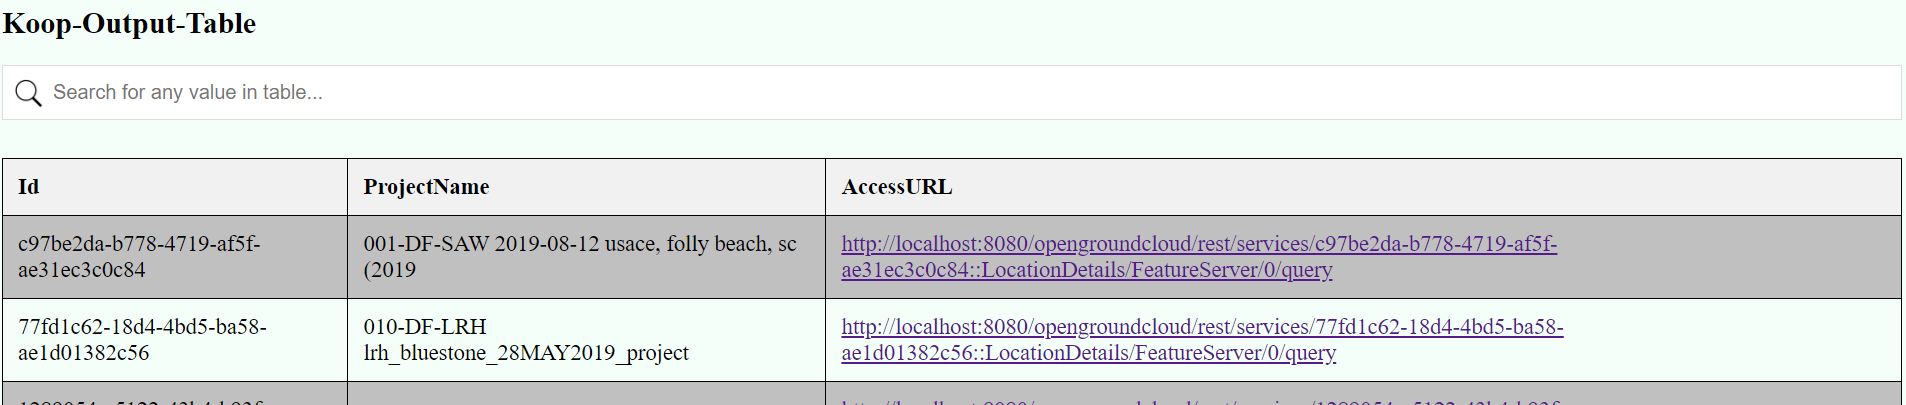 Koop-Output-Table
Search for any value in table...
Id ProjectName AccessURL
c97be2da-b778-4719-af5f-
ae31ec3c0c84
001-DF-SAW 2019-08-12 usace, folly beach, sc
(2019
http://localhost:8080/opengroundcloud/rest/services/c97be2da-b778-4719-af5f-
ae31ec3c0c84::LocationDetails/FeatureServer/0/query
77fd1c62-18d4-4bd5-ba58-
ae1d01382c56
010-DF-LRH
lrh_bluestone_28MAY2019_project
http://localhost:8080/opengroundcloud/rest/services/77fd1c62-18d4-4bd5-ba58-
ae1d01382c56::LocationDetails/FeatureServer/0/query